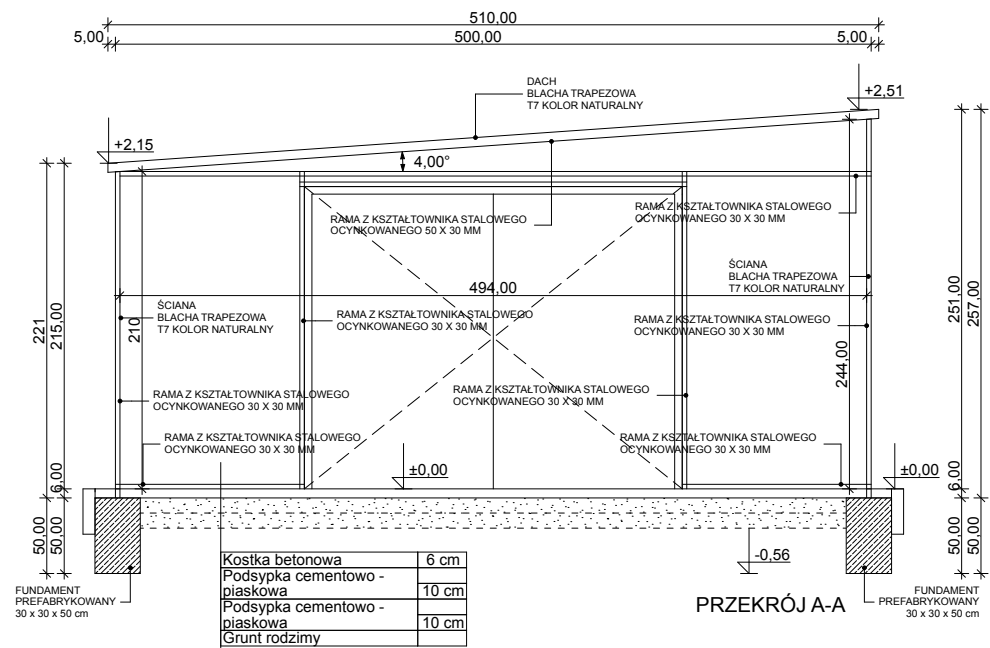 510,00
5,00
500,00
5,00
DACH
BLACHA TRAPEZOWA
T7 KOLOR NATURALNY
+2,51
+2,15
4,00°
RAMA Z KSZTAŁTOWNIKA STALOWEGO
OCYNKOWANEGO 50 X 30 MM
RAMA Z KSZTAŁTOWNIKA STALOWEGO
OCYNKOWANEGO 30 X 30 MM
ŚCIANA
BLACHA TRAPEZOWA
T7 KOLOR NATURALNY
494,00
ŚCIANA
BLACHA TRAPEZOWA
T7 KOLOR NATURALNY
RAMA Z KSZTAŁTOWNIKA STALOWEGO
OCYNKOWANEGO 30 X 30 MM
RAMA Z KSZTAŁTOWNIKA STALOWEGO
OCYNKOWANEGO 30 X 30 MM
221
215,00
210
244,00
251,00
257,00
RAMA Z KSZTAŁTOWNIKA STALOWEGO
OCYNKOWANEGO 30 X 30 MM
RAMA Z KSZTAŁTOWNIKA STALOWEGO
OCYNKOWANEGO 30 X 30 MM
RAMA Z KSZTAŁTOWNIKA STALOWEGO
OCYNKOWANEGO 30 X 30 MM
RAMA Z KSZTAŁTOWNIKA STALOWEGO
OCYNKOWANEGO 30 X 30 MM
±0,00
±0,00
6,00
6,00
50,00
50,00
50,00
50,00
-0,56
Kostka betonowa 6 cm
Podsypka cementowo -
piaskowa 10 cm
Podsypka cementowo -
piaskowa 10 cm
Grunt rodzimy
FUNDAMENT
PREFABRYKOWANY
30 x 30 x 50 cm
PRZEKRÓJ A-A
FUNDAMENT
PREFABRYKOWANY
30 x 30 x 50 cm